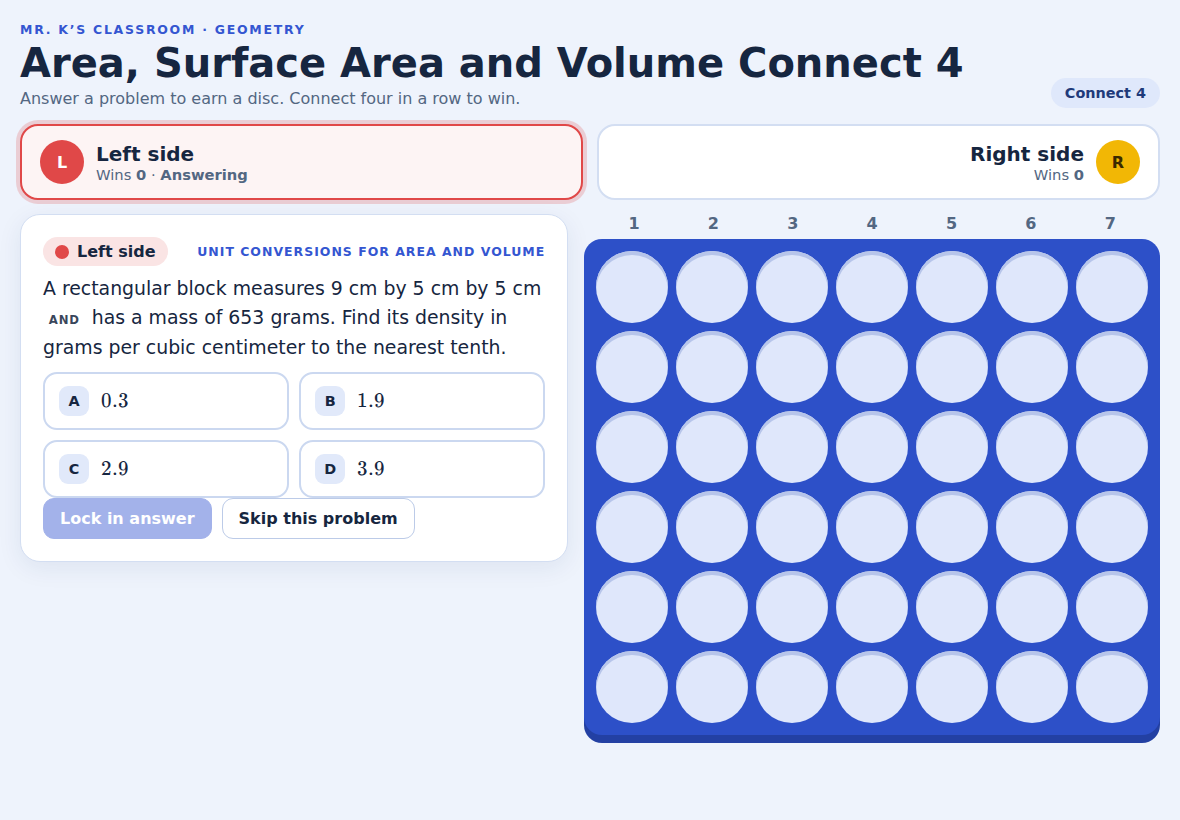 MR. K’S CLASSROOM · GEOMETRY
Area, Surface Area and Volume Connect 4
Answer a problem to earn a disc. Connect four in a row to win.
Connect 4
L
Left side
Wins 0 · Answering
Right side
Wins 0
R
Left side
UNIT CONVERSIONS FOR AREA AND VOLUME
A rectangular block measures 9 cm by 5 cm by 5 cm
AND has a mass of 653 grams. Find its density in
grams per cubic centimeter to the nearest tenth.
A 0.3
B 1.9
C 2.9
D 3.9
Lock in answer
Skip this problem
1 2 3 4 5 6 7